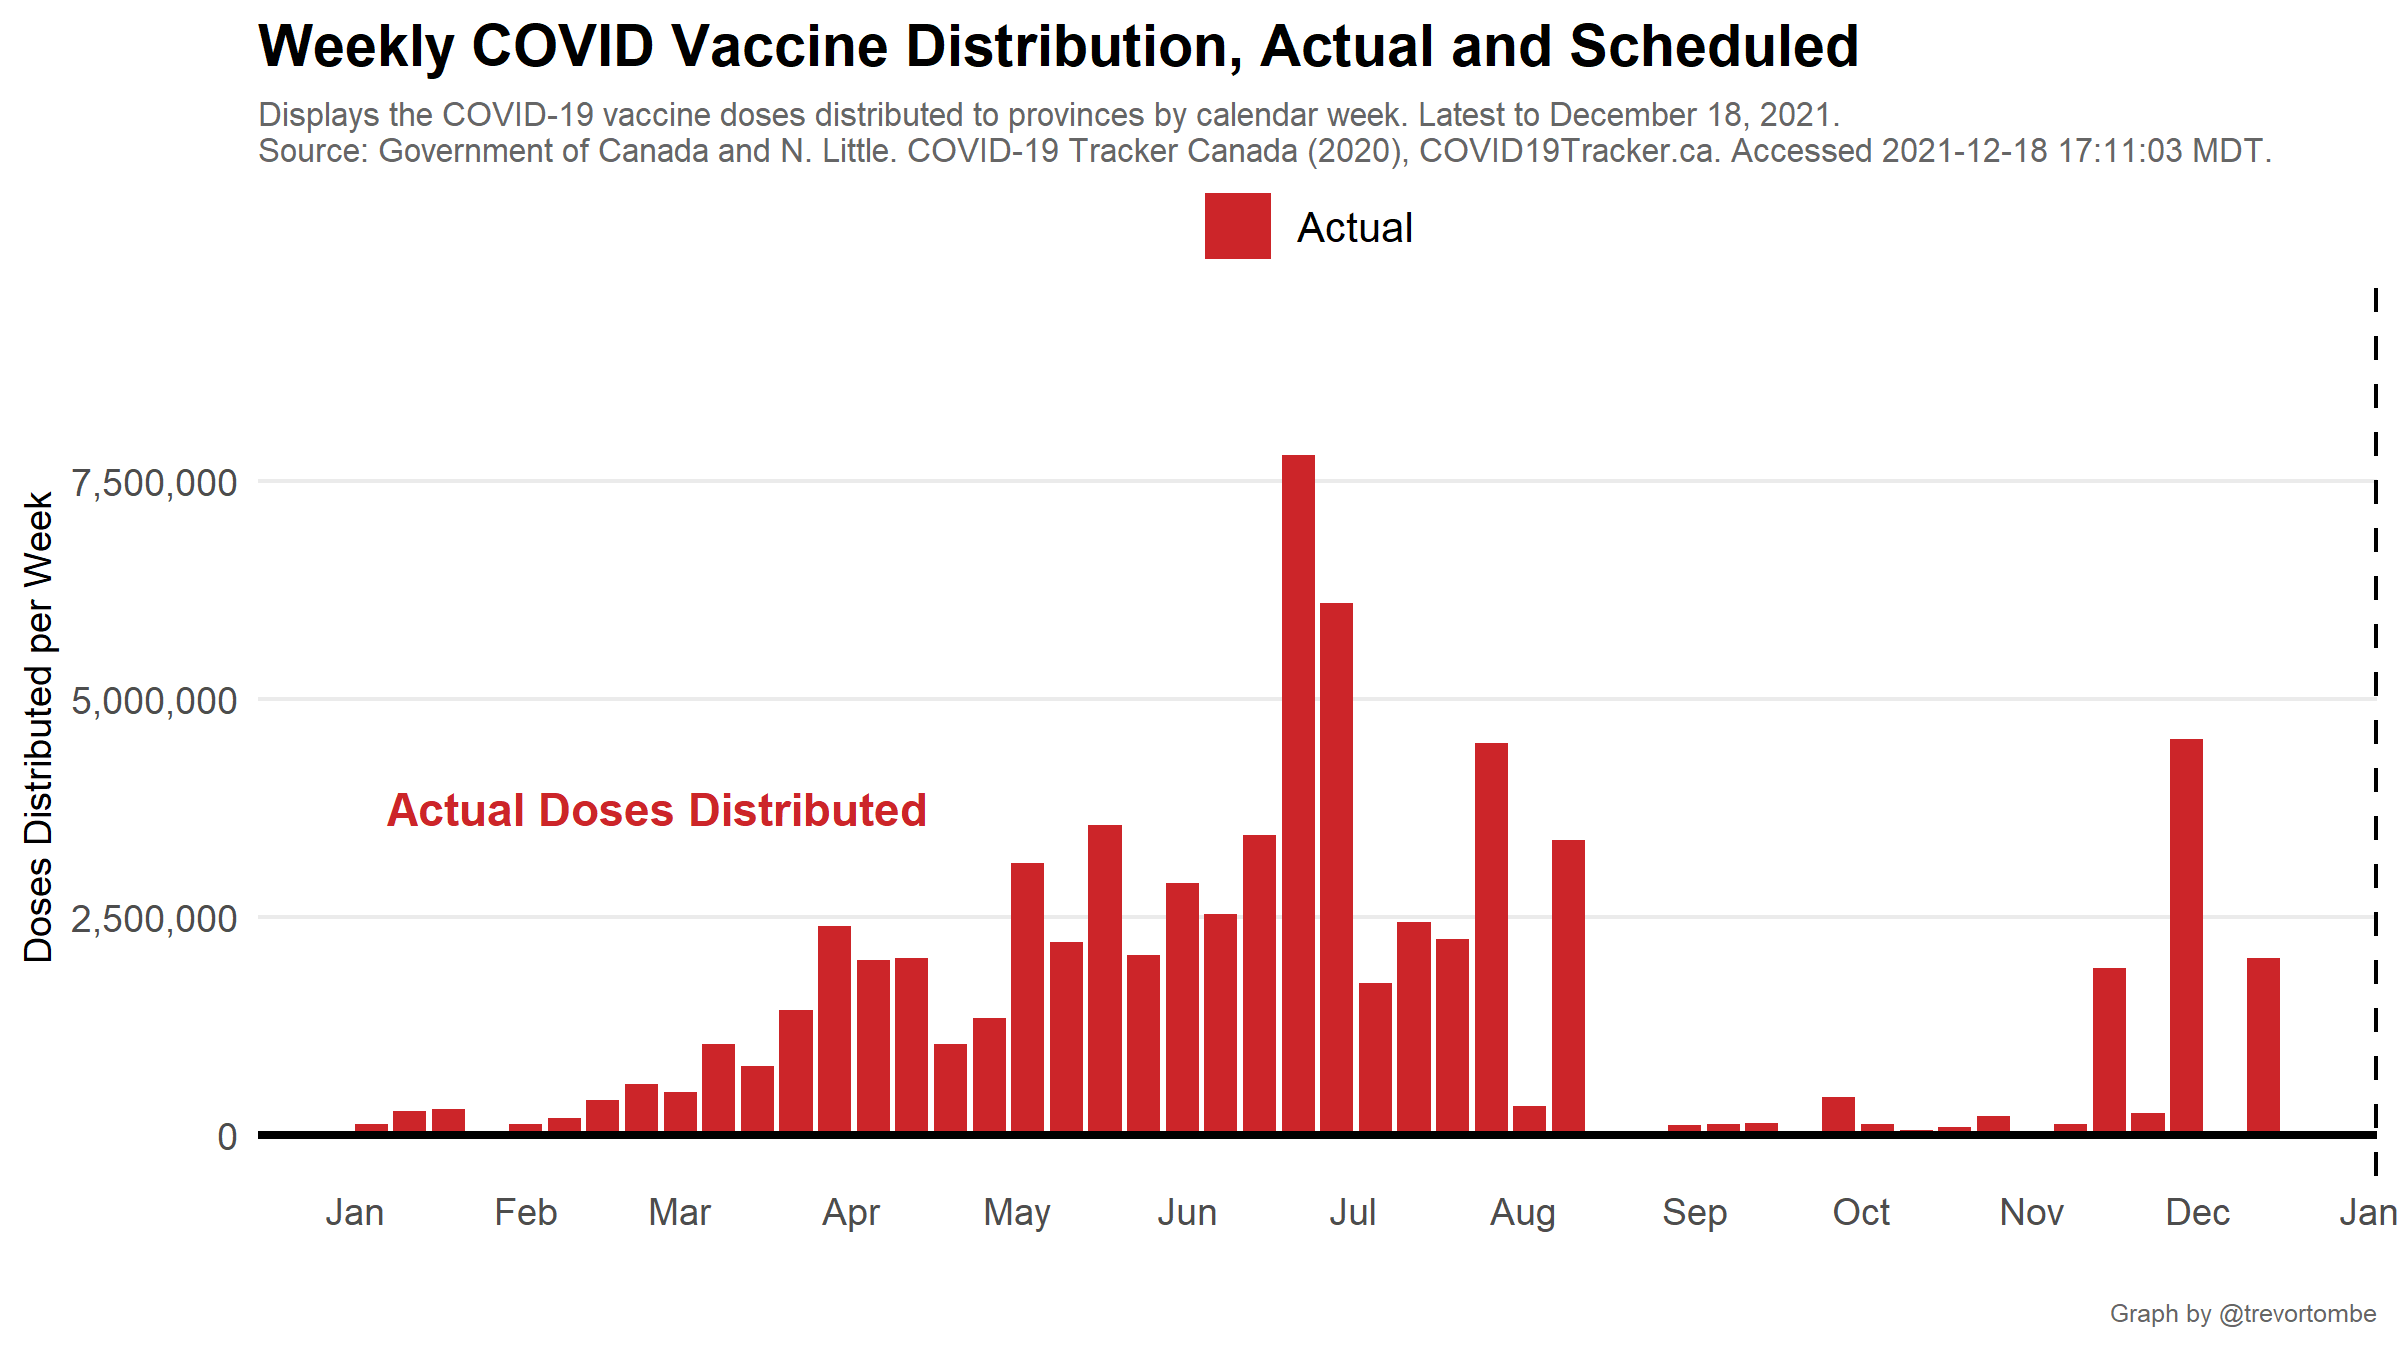 Weekly COVID Vaccine Distribution, Actual and Scheduled
Displays the COVID-19 vaccine doses distributed to provinces by calendar week. Latest to December 18, 2021.
Source: Government of Canada and N. Little. COVID-19 Tracker Canada (2020), COVID19Tracker.ca. Accessed 2021-12-18 17:11:03 MDT.
Actual
Doses Distributed per Week
7,500,000
5,000,000
2,500,000
0
Actual Doses Distributed
Jan Feb Mar Apr May Jun Jul Aug Sep Oct Nov Dec Jan
Graph by @trevortombe